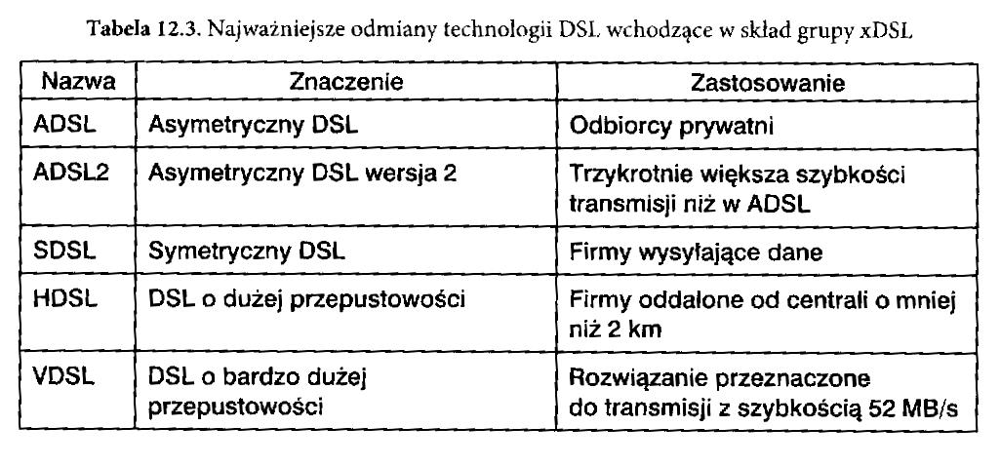 Tabela 12.3. Najważniejsze odmiany technologii DSL wchodzące w skład grupy xDSL
Nazwa Znaczenie Zastosowanie
ADSL Asymetryczny DSL Odbiorcy prywatni
ADSL2 Asymetryczny DSL wersja 2 Trzykrotnie większa szybkości
transmisji niż w ADSL
SDSL Symetryczny DSL Firmy wysyłające dane
HDSL DSL o dużej przepustowości Firmy oddalone od centrali o mniej
niż 2 km
VDSL DSL o bardzo dużej Rozwiązanie przeznaczone
przepustowości do transmisji z szybkością 52 MB/s